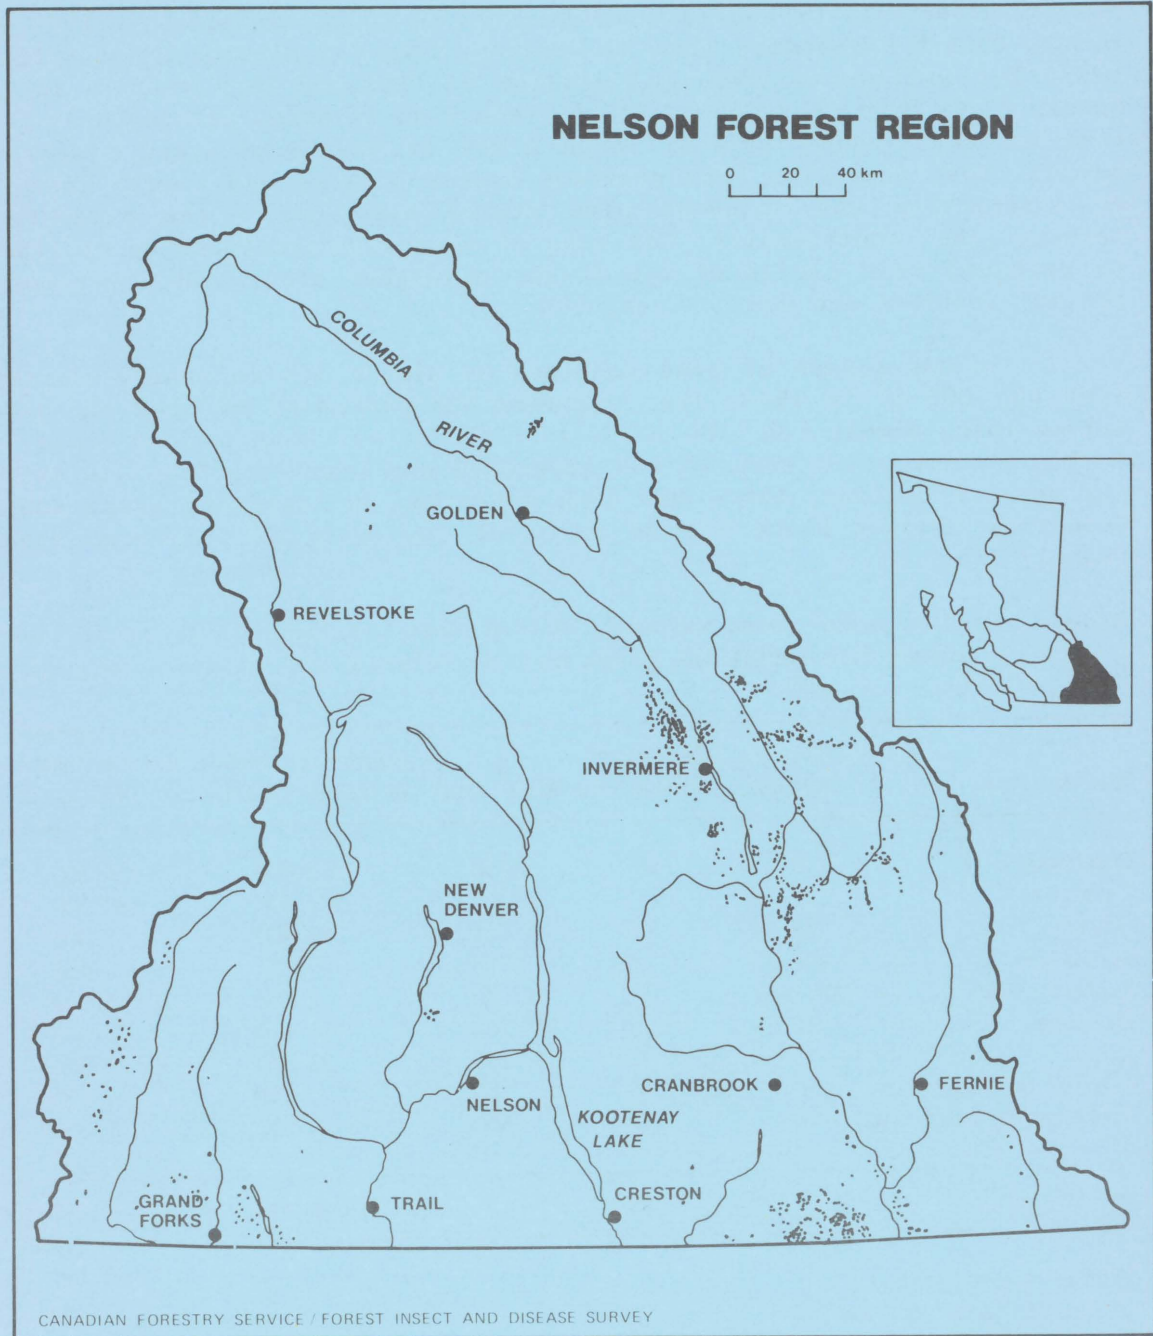 NELSON FOREST REGION
0 20 40 km
COLUMBIA
RIVER
GOLDEN
REVELSTOKE
INVERMERE
NEW
DENVER
NELSON
CRANBROOK
FERNIE
KOOTENAY
LAKE
GRAND
FORKS
TRAIL
CRESTON
CANADIAN FORESTRY SERVICE / FOREST INSECT AND DISEASE SURVEY